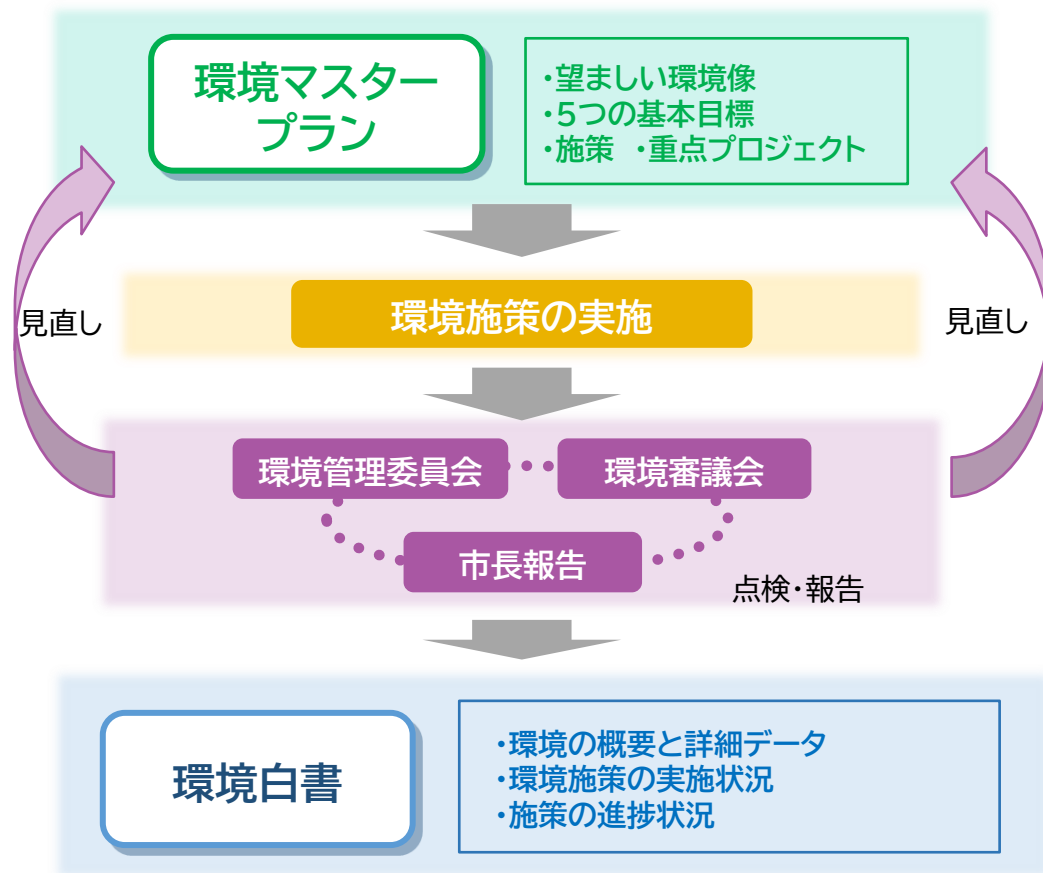 環境マスター
プラン
・望ましい環境像
・5つの基本目標
・施策 ・重点プロジェクト
環境施策の実施
見直し
見直し
環境管理委員会
環境審議会
市長報告
点検・報告
環境白書
・環境の概要と詳細データ
・環境施策の実施状況
・施策の進捗状況